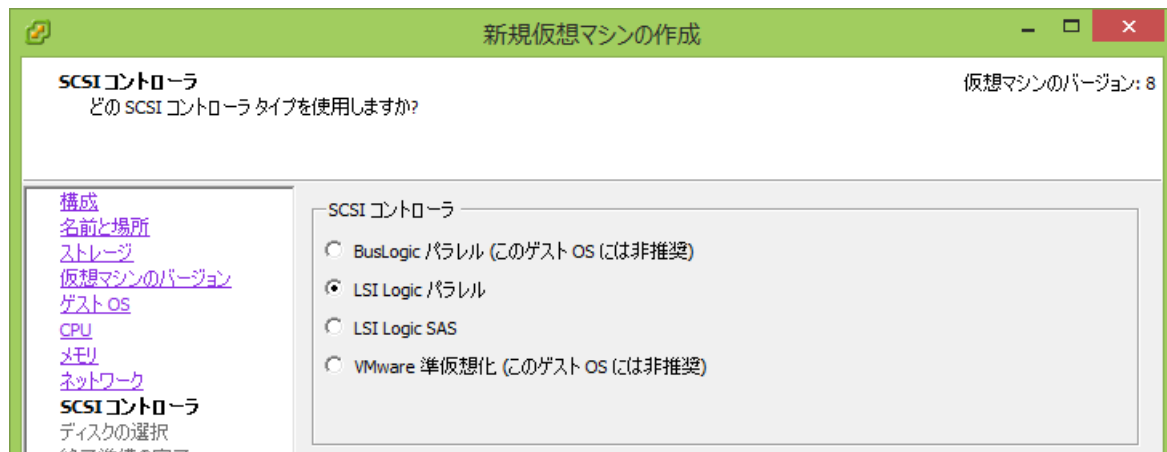 新規仮想マシンの作成
SCSI コントローラ
どの SCSI コントローラ タイプを使用しますか?
仮想マシンのバージョン: 8
構成
名前と場所
ストレージ
仮想マシンのバージョン
ゲスト OS
CPU
メモリ
ネットワーク
SCSI コントローラ
ディスクの選択
SCSI コントローラ
BusLogic パラレル (このゲスト OS には非推奨)
LSI Logic パラレル
LSI Logic SAS
VMware 準仮想化 (このゲスト OS には非推奨)